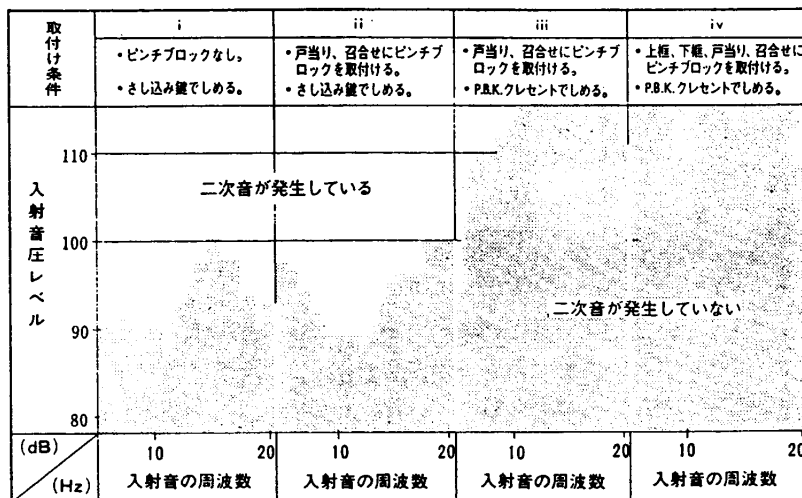 取付け条件
i
ii
iii
iv
・ピンチブロックなし。
・さし込み鍵でしめる。
・戸当り、召合せにピンチブロックを取付ける。
・さし込み鍵でしめる。
・戸当り、召合せにピンチブロックを取付ける。
・P.B.K.クレセントでしめる。
・上框、下框、戸当り、召合せにピンチブロックを取付ける。
・P.B.K.クレセントでしめる。
入射音圧レベル
110
100
90
80
二次音が発生している
二次音が発生していない
(dB)
(Hz)
10
20
10
20
10
20
10
20
入射音の周波数
入射音の周波数
入射音の周波数
入射音の周波数